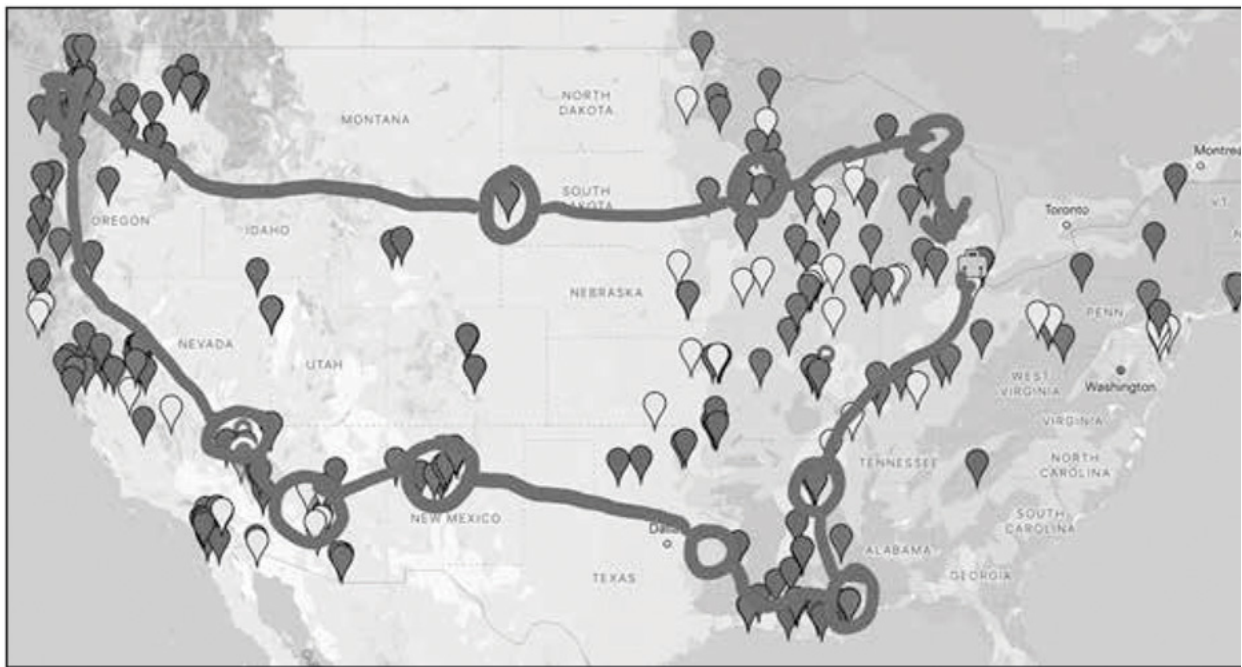 Montrea
NORTH
DAKOTA
MONTANA
SOUTH
Toronto
VT.
OREGON
IDAHO
NEBRASKA
PENN
NEVADA
UTAH
WEST
VIRGINIA
Washington
VIRGINIA
TENNESSEE
NORTH
CAROLINA
NEW MEXICO
SOUTH
CAROLINA
ALABAMA
TEXAS
GEORGIA